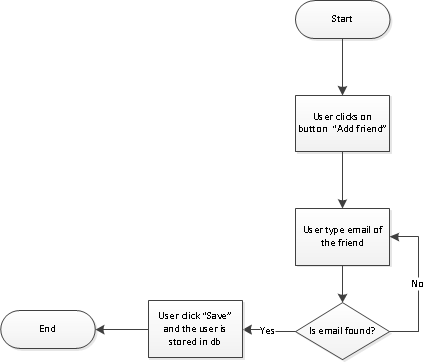 Start
User clicks on
button "Add friend"
User type email of
the friend
No
Is email found?
Yes
User click "Save"
and the user is
stored in db
End